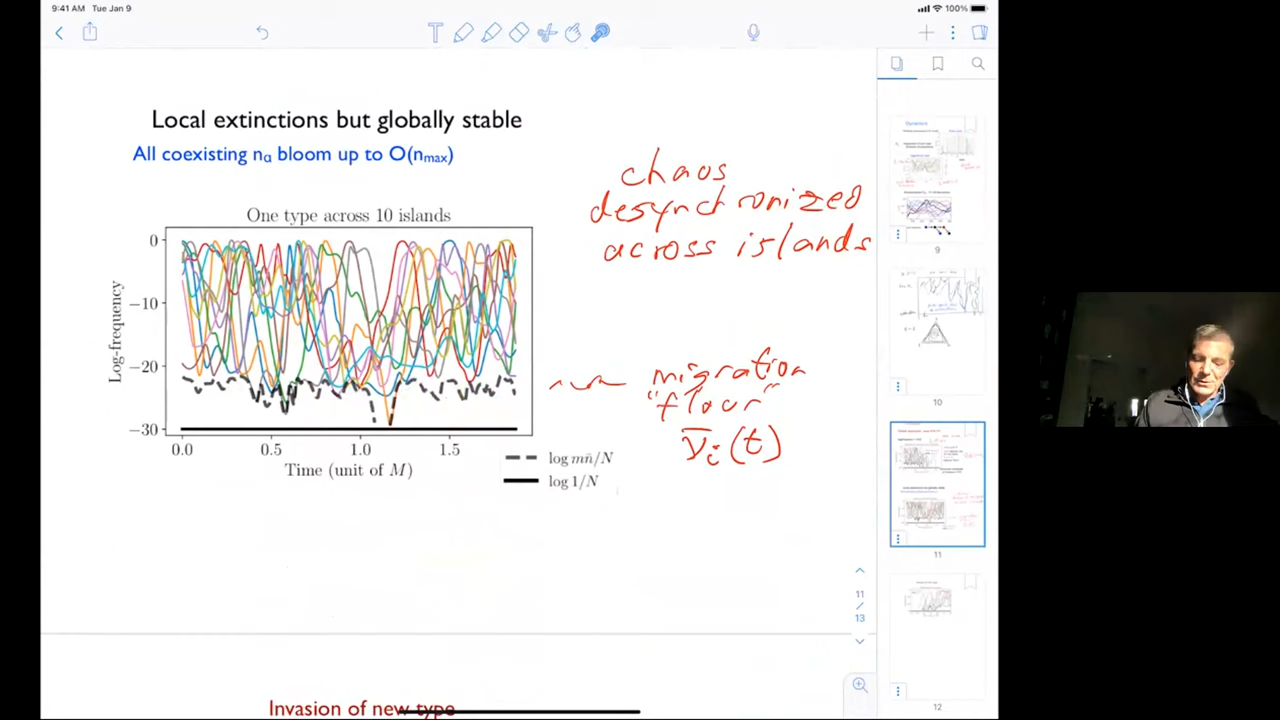 9:41 AM Tue Jan 9
100%
Local extinctions but globally stable
All coexisting nα bloom up to O(nmax)
chaos
desynchronized
across islands
One type across 10 islands
0
−10
−20
−30
Log-frequency
0.0 0.5 1.0 1.5
Time (unit of M)
log mn̄/N
log 1/N
migration
"flour"
ν̄i(t)
Invasion of new type
9
10
11
12
11
/
13